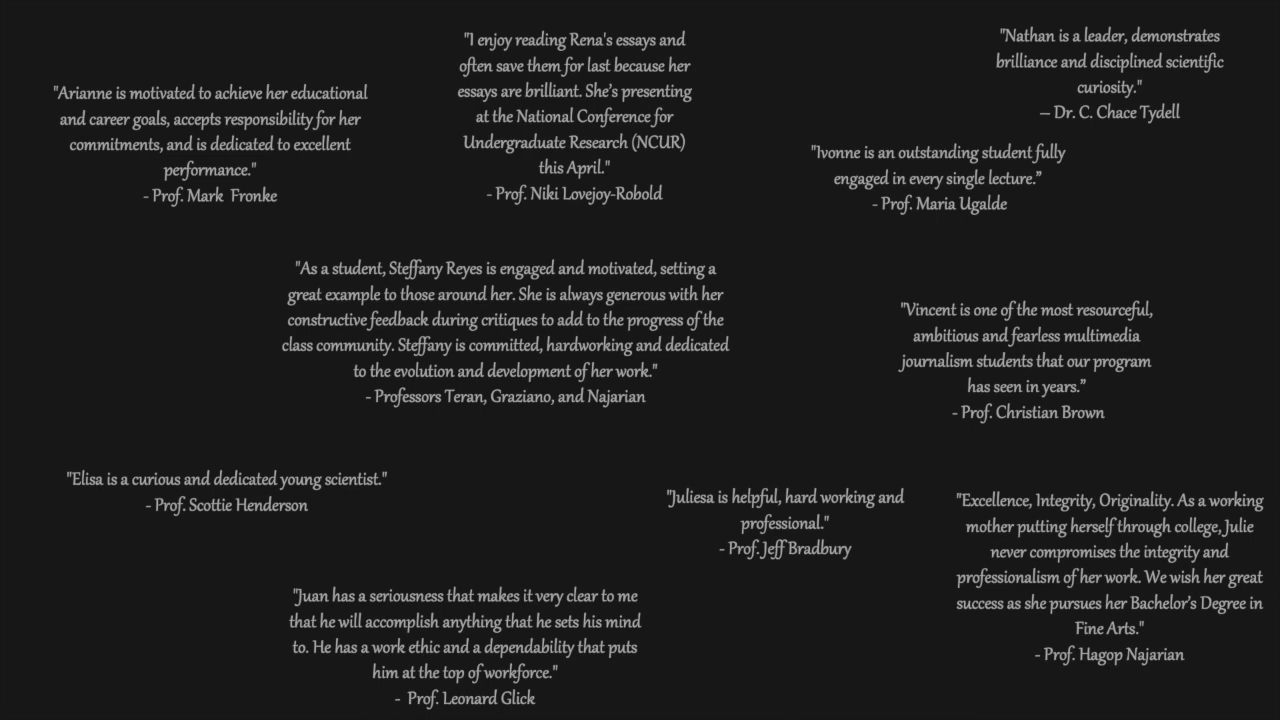 "Arianne is motivated to achieve her educational
and career goals, accepts responsibility for her
commitments, and is dedicated to excellent
performance."
- Prof. Mark  Fronke
"I enjoy reading Rena's essays and
often save them for last because her
essays are brilliant. She’s presenting
at the National Conference for
Undergraduate Research (NCUR)
this April."
- Prof. Niki Lovejoy-Robold
"Nathan is a leader, demonstrates
brilliance and disciplined scientific
curiosity."
– Dr. C. Chace Tydell
"Ivonne is an outstanding student fully
engaged in every single lecture.”
- Prof. Maria Ugalde
"As a student, Steffany Reyes is engaged and motivated, setting a
great example to those around her. She is always generous with her
constructive feedback during critiques to add to the progress of the
class community. Steffany is committed, hardworking and dedicated
to the evolution and development of her work."
- Professors Teran, Graziano, and Najarian
"Vincent is one of the most resourceful,
ambitious and fearless multimedia
journalism students that our program
has seen in years.”
- Prof. Christian Brown
"Elisa is a curious and dedicated young scientist."
- Prof. Scottie Henderson
"Juliesa is helpful, hard working and
professional."
- Prof. Jeff Bradbury
"Excellence, Integrity, Originality. As a working
mother putting herself through college, Julie
never compromises the integrity and
professionalism of her work. We wish her great
success as she pursues her Bachelor’s Degree in
Fine Arts."
- Prof. Hagop Najarian
"Juan has a seriousness that makes it very clear to me
that he will accomplish anything that he sets his mind
to. He has a work ethic and a dependability that puts
him at the top of workforce."
-  Prof. Leonard Glick